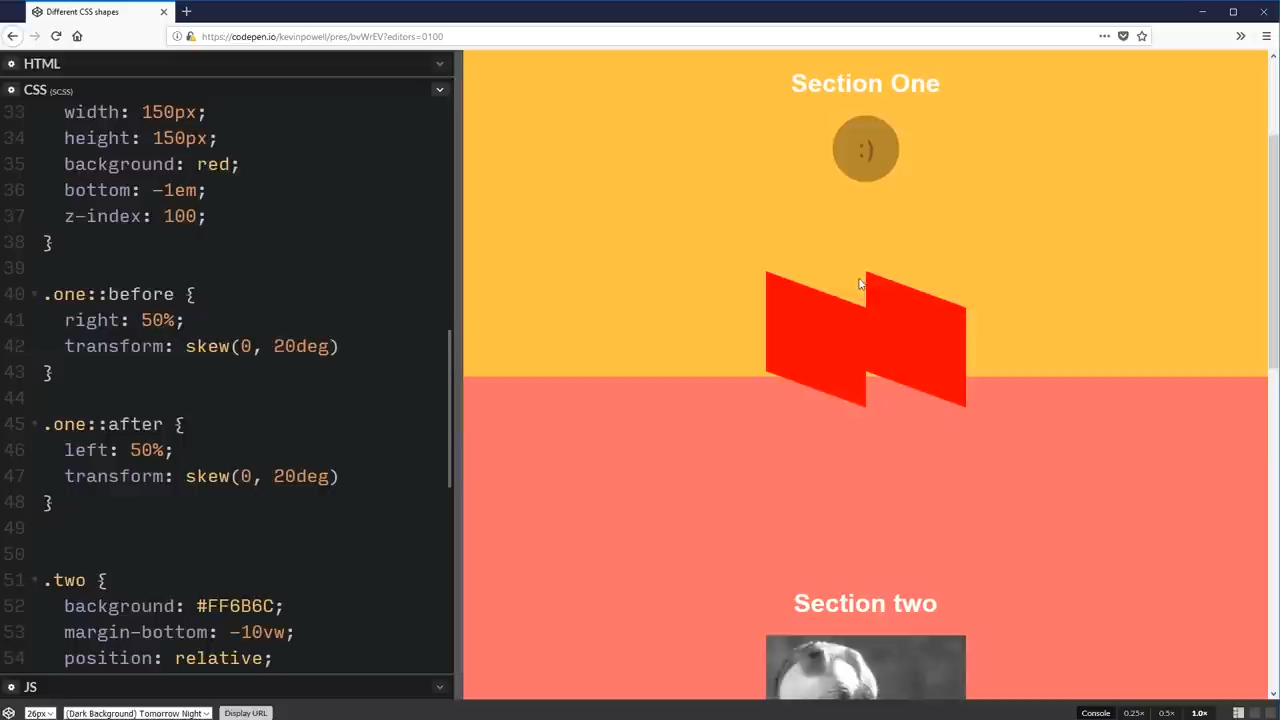 Different CSS shapes
https://codepen.io/kevinpowell/pres/bvWrEV?editors=0100
HTML
CSS (SCSS)
33 width: 150px;
34 height: 150px;
35 background: red;
36 bottom: -1em;
37 z-index: 100;
38 }
39
40 .one::before {
41 right: 50%;
42 transform: skew(0, 20deg)
43 }
44
45 .one::after {
46 left: 50%;
47 transform: skew(0, 20deg)
48 }
49
50
51 .two {
52 background: #FF6B6C;
53 margin-bottom: -10vw;
54 position: relative;
JS
Section One
:)
Section two
26px
(Dark Background) Tomorrow Night
Display URL
Console 0.25× 0.5× 1.0×